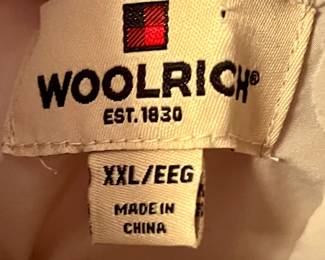 WOOLRICH®
EST. 1830
XXL/EEG
MADE IN
CHINA